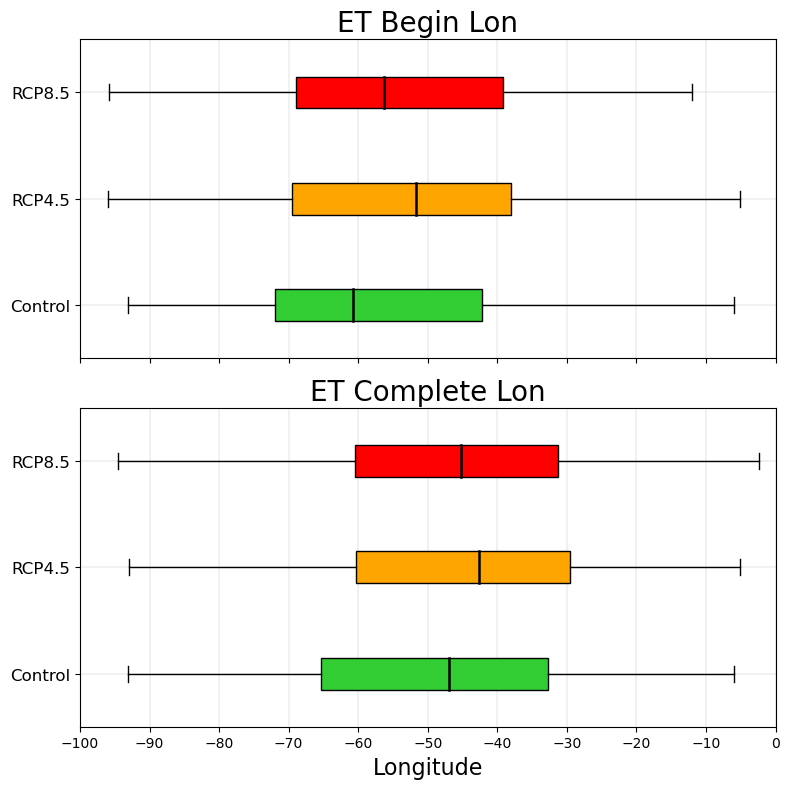 ET Begin Lon
RCP8.5
RCP4.5
Control
ET Complete Lon
RCP8.5
RCP4.5
Control
−100 −90 −80 −70 −60 −50 −40 −30 −20 −10 0
Longitude